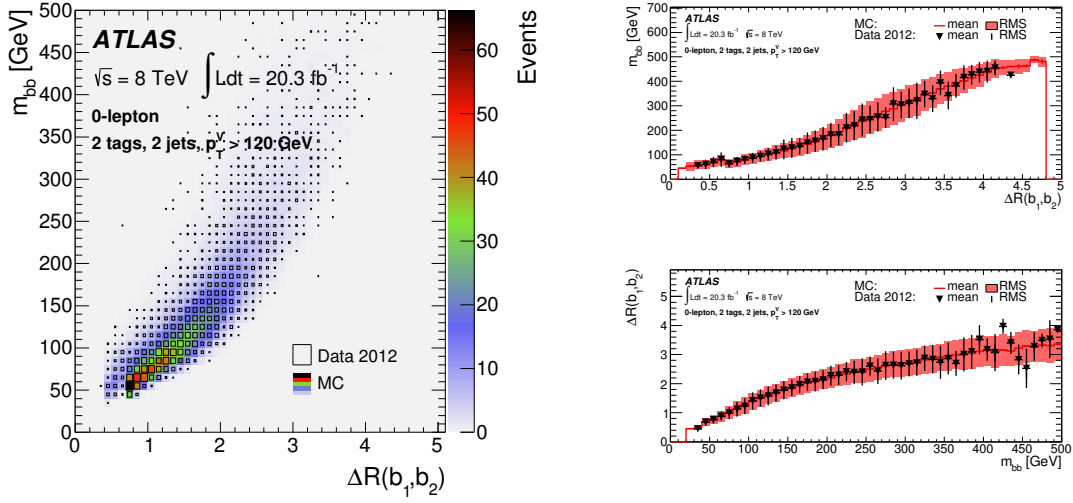 m_bb [GeV]
500
450
400
350
300
250
200
150
100
50
0
ATLAS
√s = 8 TeV ∫Ldt = 20.3 fb⁻¹
0-lepton
2 tags, 2 jets, p_T^V > 120 GeV
Data 2012
MC
0 1 2 3 4 5
ΔR(b₁,b₂)
Events
60
50
40
30
20
10
0
m_bb [GeV]
700
600
500
400
300
200
100
0
ATLAS
∫Ldt = 20.3 fb⁻¹ √s = 8 TeV
0-lepton, 2 tags, 2 jets, p_T^V > 120 GeV
MC: mean RMS
Data 2012: mean RMS
0 0.5 1 1.5 2 2.5 3 3.5 4 4.5 5
ΔR(b₁,b₂)
ΔR(b₁,b₂)
5
4
3
2
1
0
ATLAS
∫Ldt = 20.3 fb⁻¹ √s = 8 TeV
0-lepton, 2 tags, 2 jets, p_T^V > 120 GeV
MC: mean RMS
Data 2012: mean RMS
0 50 100 150 200 250 300 350 400 450 500
m_bb [GeV]